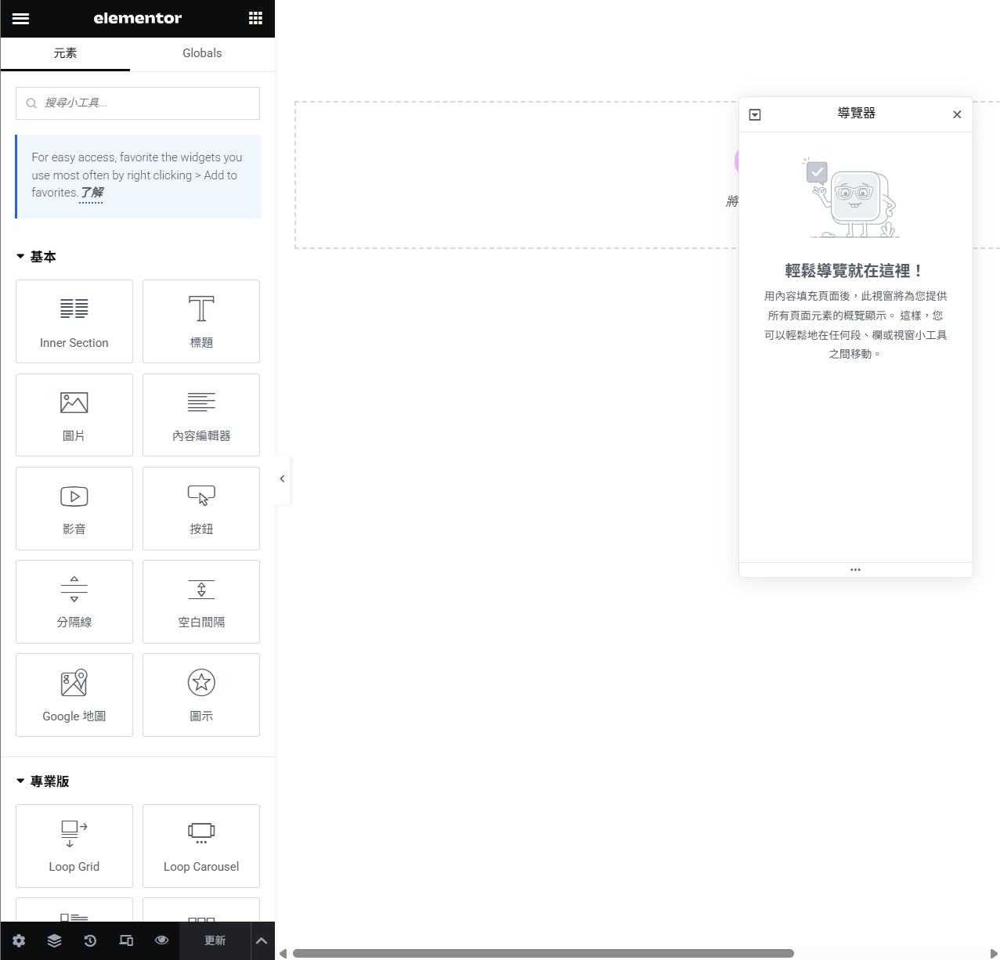 elementor
元素
Globals
搜尋小工具...
For easy access, favorite the widgets you
use most often by right clicking > Add to
favorites.了解
基本
Inner Section
標題
圖片
內容編輯器
影音
按鈕
分隔線
空白間隔
Google 地圖
圖示
專業版
Loop Grid
Loop Carousel
更新
將
導覽器
輕鬆導覽就在這裡！
用內容填充頁面後，此視窗將為您提供
所有頁面元素的概覽顯示。 這樣，您
可以輕鬆地在任何段、欄或視窗小工具
之間移動。